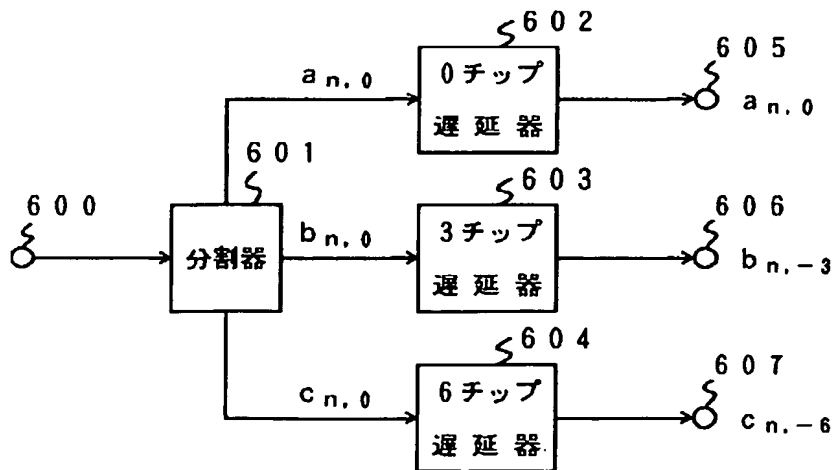 602
605
a n, 0
0チップ
遅延器
a n, 0
601
603
606
600
b n, 0
3チップ
分割器
遅延器
b n, -3
604
607
c n, 0
6チップ
遅延器
c n, -6